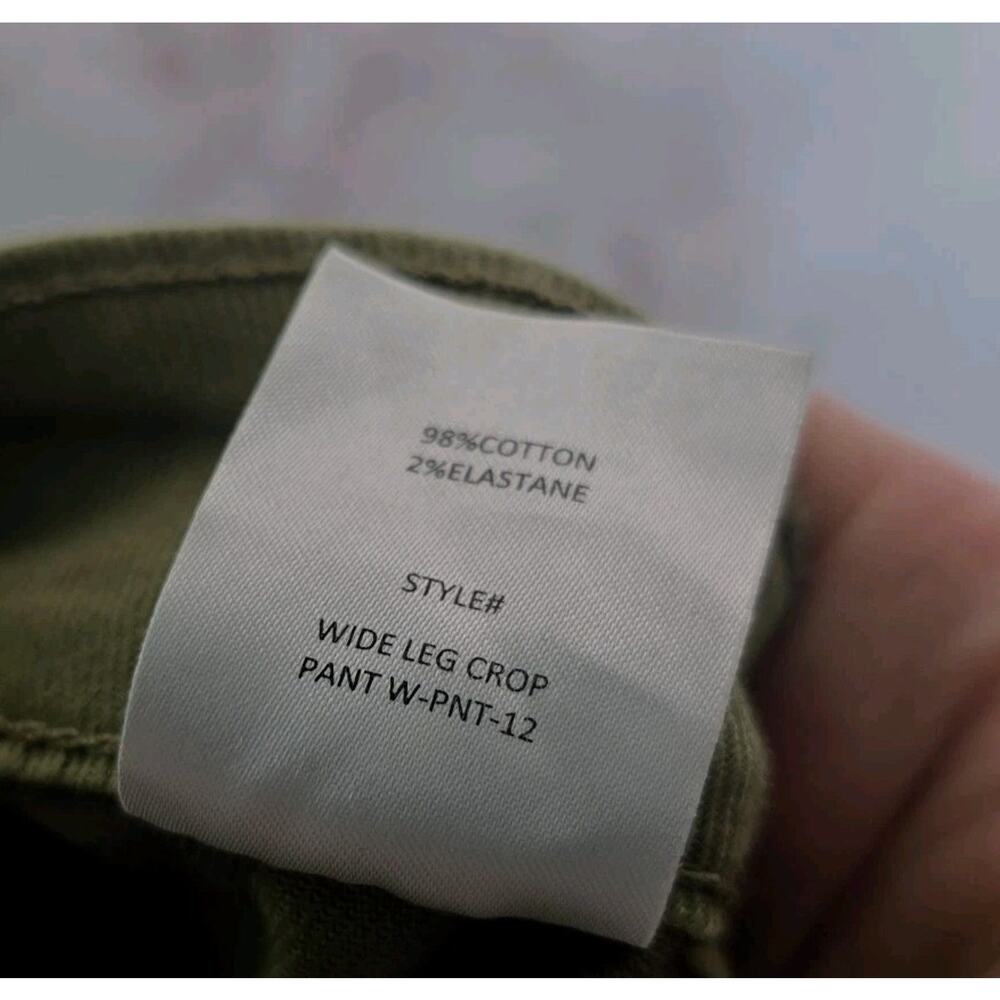 98%COTTON
2%ELASTANE
STYLE#
WIDE LEG CROP
PANT W-PNT-12